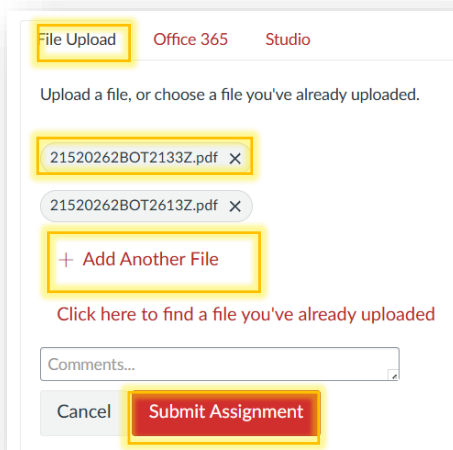 File Upload Office 365 Studio
Upload a file, or choose a file you've already uploaded.
21520262BOT2133Z.pdf ×
21520262BOT2613Z.pdf ×
+ Add Another File
Click here to find a file you've already uploaded
Comments...
Cancel Submit Assignment